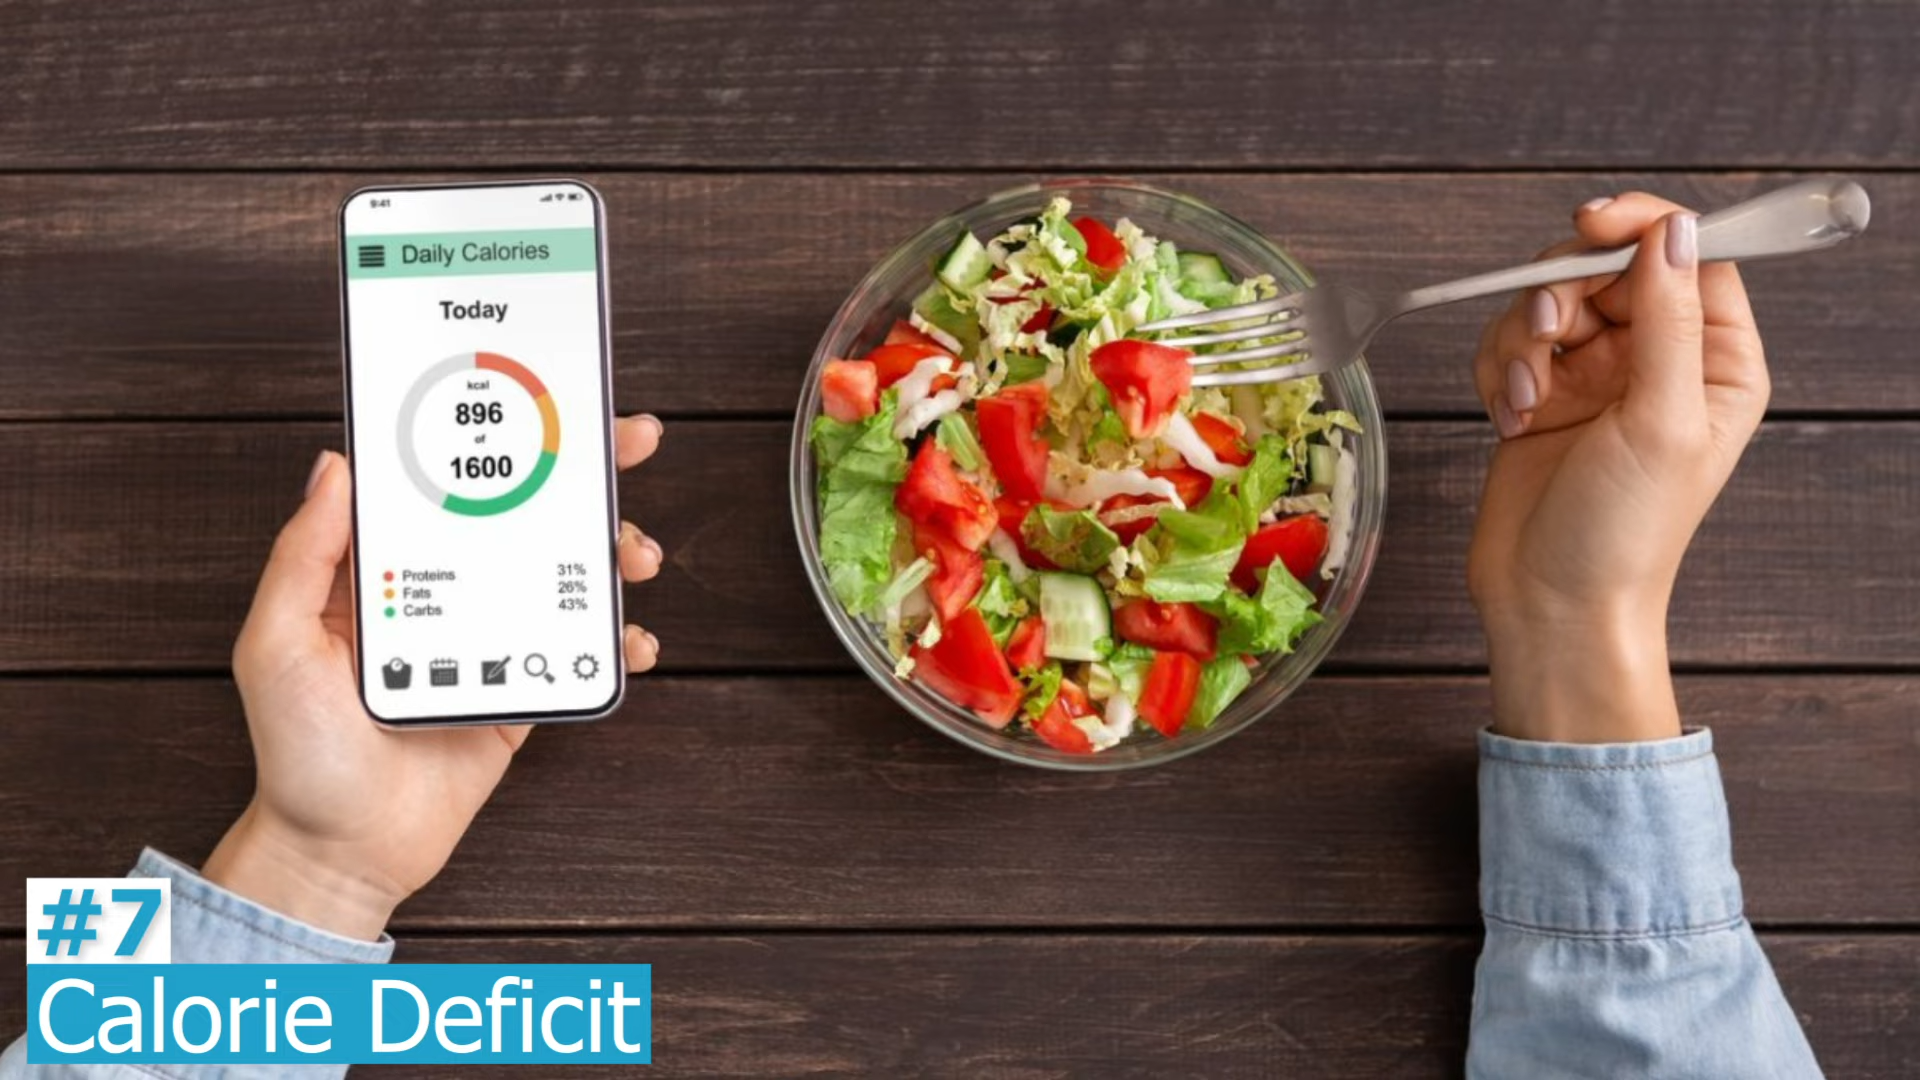 9:41
Daily Calories
Today
kcal
896
of
1600
Proteins 31%
Fats 26%
Carbs 43%
#7
Calorie Deficit